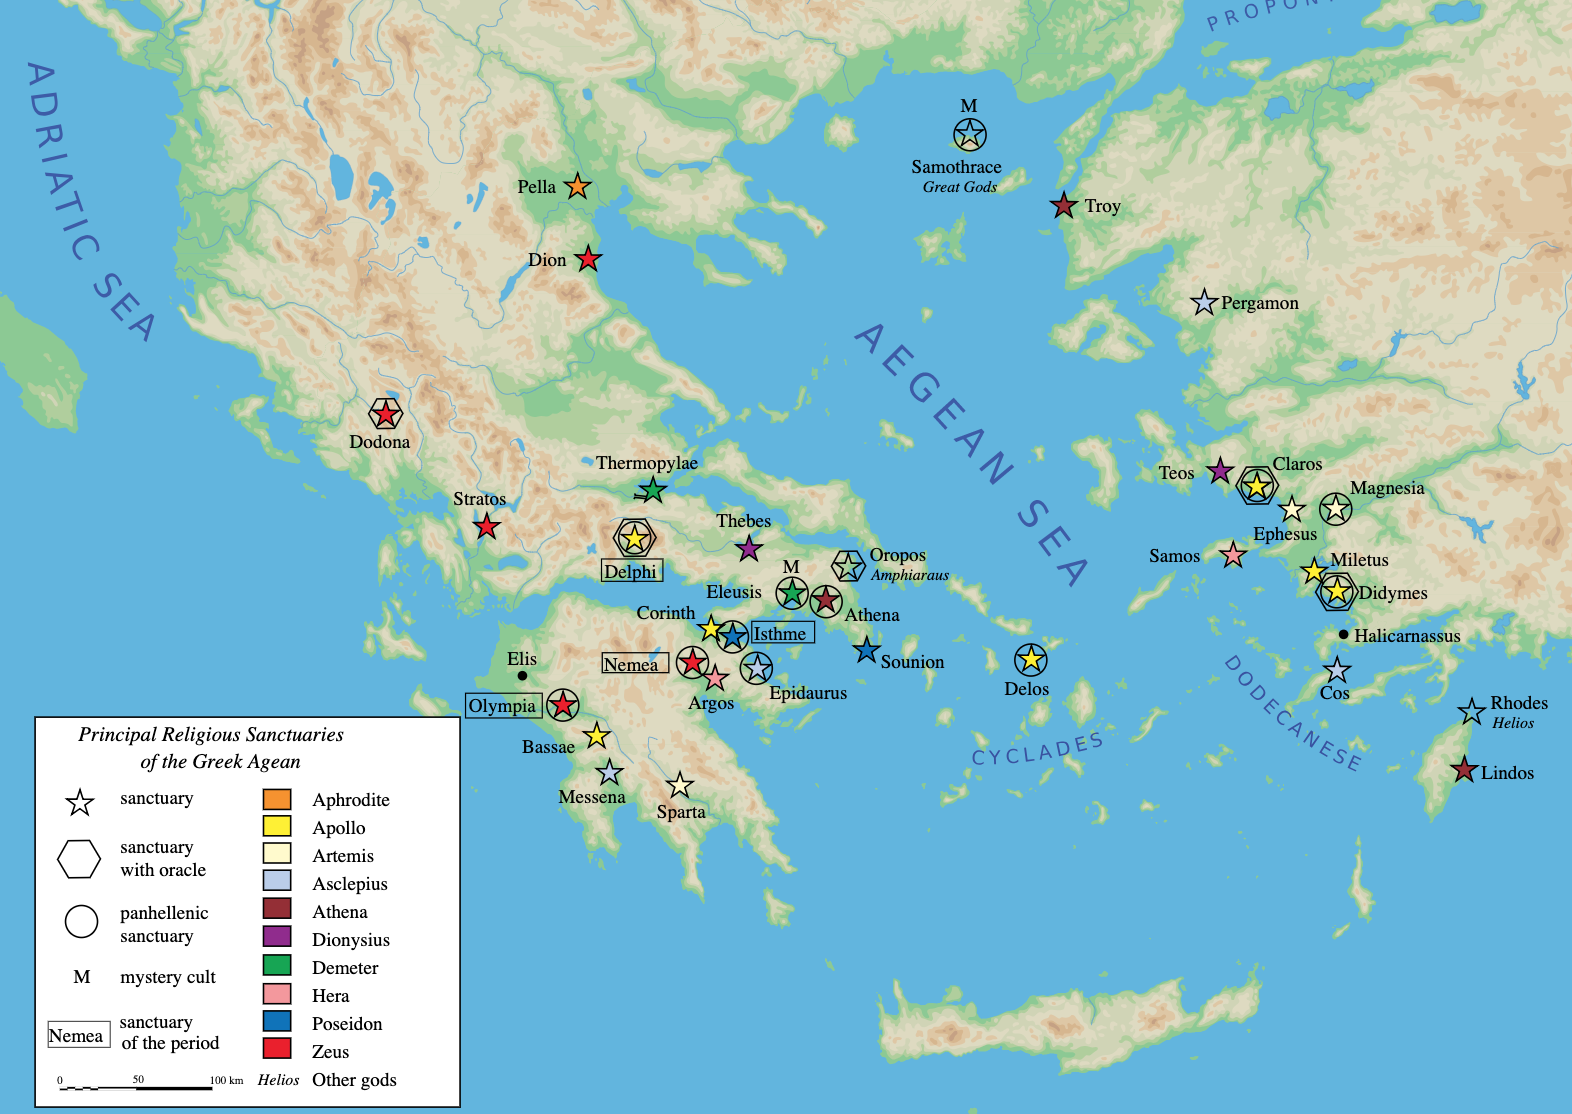 PROPONT
ADRIATIC SEA
M
Samothrace
Great Gods
Pella
Troy
Dion
Pergamon
AEGEAN SEA
Dodona
Thermopylae
Claros
Teos
Magnesia
Stratos
Thebes
Ephesus
Oropos
Samos
Miletus
Delphi
M
Amphiaraus
Eleusis
Didymes
Corinth
Athena
Isthme
Halicarnassus
Elis
Nemea
Sounion
Delos
Epidaurus
Cos
Argos
Rhodes
Olympia
Helios
DODECANESE
Bassae
CYCLADES
Lindos
Messena
Sparta
Principal Religious Sanctuaries
of the Greek Agean
sanctuary
sanctuary
with oracle
panhellenic
sanctuary
M mystery cult
Nemea
sanctuary
of the period
0 50 100 km
Aphrodite
Apollo
Artemis
Asclepius
Athena
Dionysius
Demeter
Hera
Poseidon
Zeus
Helios Other gods